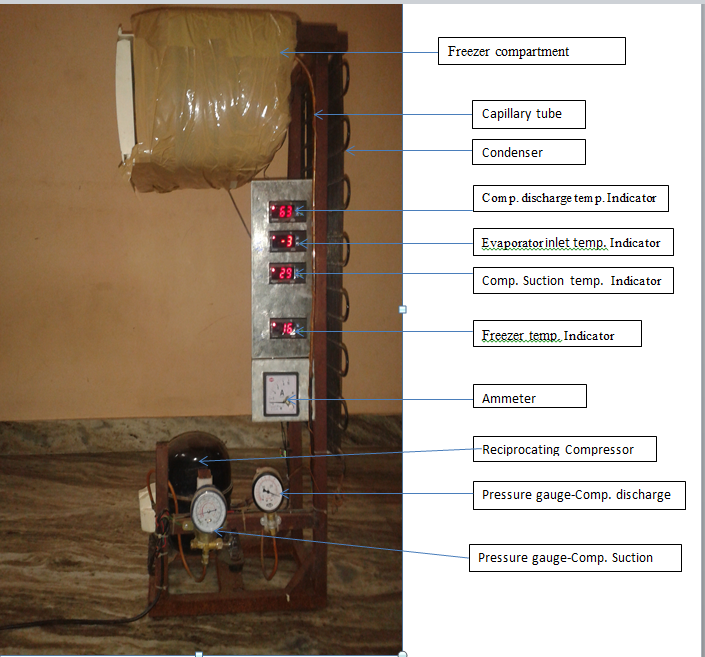 Freezer compartment
Capillary tube
Condenser
Comp. discharge temp. Indicator
63
Evaporator inlet temp. Indicator
-3
Comp. Suction temp. Indicator
29
Freezer temp. Indicator
16
A
Ammeter
Reciprocating Compressor
Pressure gauge-Comp. discharge
Pressure gauge-Comp. Suction